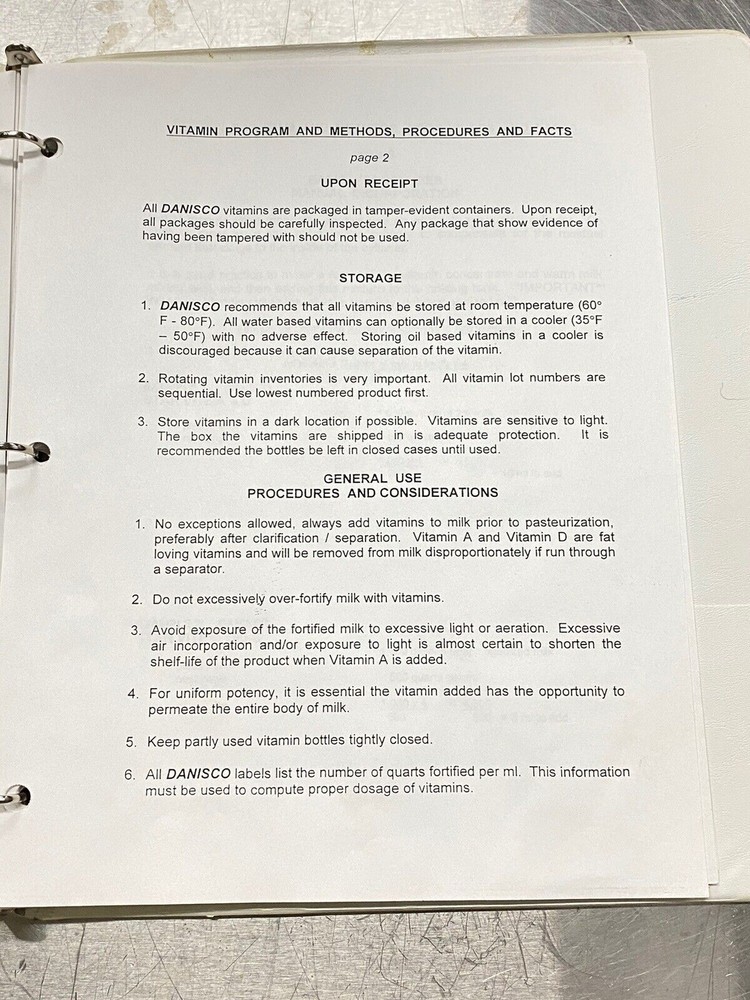 VITAMIN PROGRAM AND METHODS, PROCEDURES AND FACTS
page 2
UPON RECEIPT
All DANISCO vitamins are packaged in tamper-evident containers. Upon receipt,
all packages should be carefully inspected. Any package that show evidence of
having been tampered with should not be used.
STORAGE
1. DANISCO recommends that all vitamins be stored at room temperature (60°
F - 80°F). All water based vitamins can optionally be stored in a cooler (35°F
– 50°F) with no adverse effect. Storing oil based vitamins in a cooler is
discouraged because it can cause separation of the vitamin.
2. Rotating vitamin inventories is very important. All vitamin lot numbers are
sequential. Use lowest numbered product first.
3. Store vitamins in a dark location if possible. Vitamins are sensitive to light.
The box the vitamins are shipped in is adequate protection. It is
recommended the bottles be left in closed cases until used.
GENERAL USE
PROCEDURES AND CONSIDERATIONS
1. No exceptions allowed, always add vitamins to milk prior to pasteurization,
preferably after clarification / separation. Vitamin A and Vitamin D are fat
loving vitamins and will be removed from milk disproportionately if run through
a separator.
2. Do not excessively over-fortify milk with vitamins.
3. Avoid exposure of the fortified milk to excessive light or aeration. Excessive
air incorporation and/or exposure to light is almost certain to shorten the
shelf-life of the product when Vitamin A is added.
4. For uniform potency, it is essential the vitamin added has the opportunity to
permeate the entire body of milk.
5. Keep partly used vitamin bottles tightly closed.
6. All DANISCO labels list the number of quarts fortified per ml. This information
must be used to compute proper dosage of vitamins.